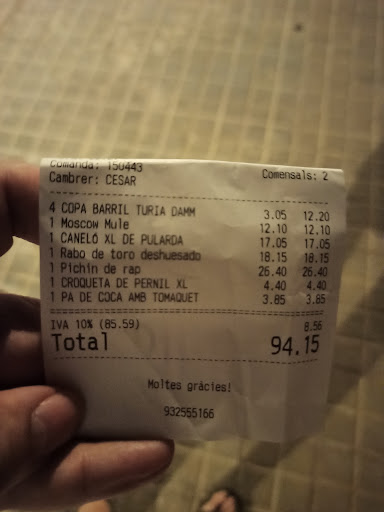 Comanda: 150443
Cambrer: CESAR Comensals: 2
4 COPA BARRIL TURIA DAMM 3.05 12.20
1 Moscow Mule 12.10 12.10
1 CANELO XL DE PULARDA 17.05 17.05
1 Rabo de toro deshuesado 18.15 18.15
1 Pichin de rap 26.40 26.40
1 CROQUETA DE PERNIL XL 4.40 4.40
1 PA DE COCA AMB TOMAQUET 3.85 3.85
IVA 10% (85.59) 8.56
Total 94.15
Moltes gràcies!
932555166